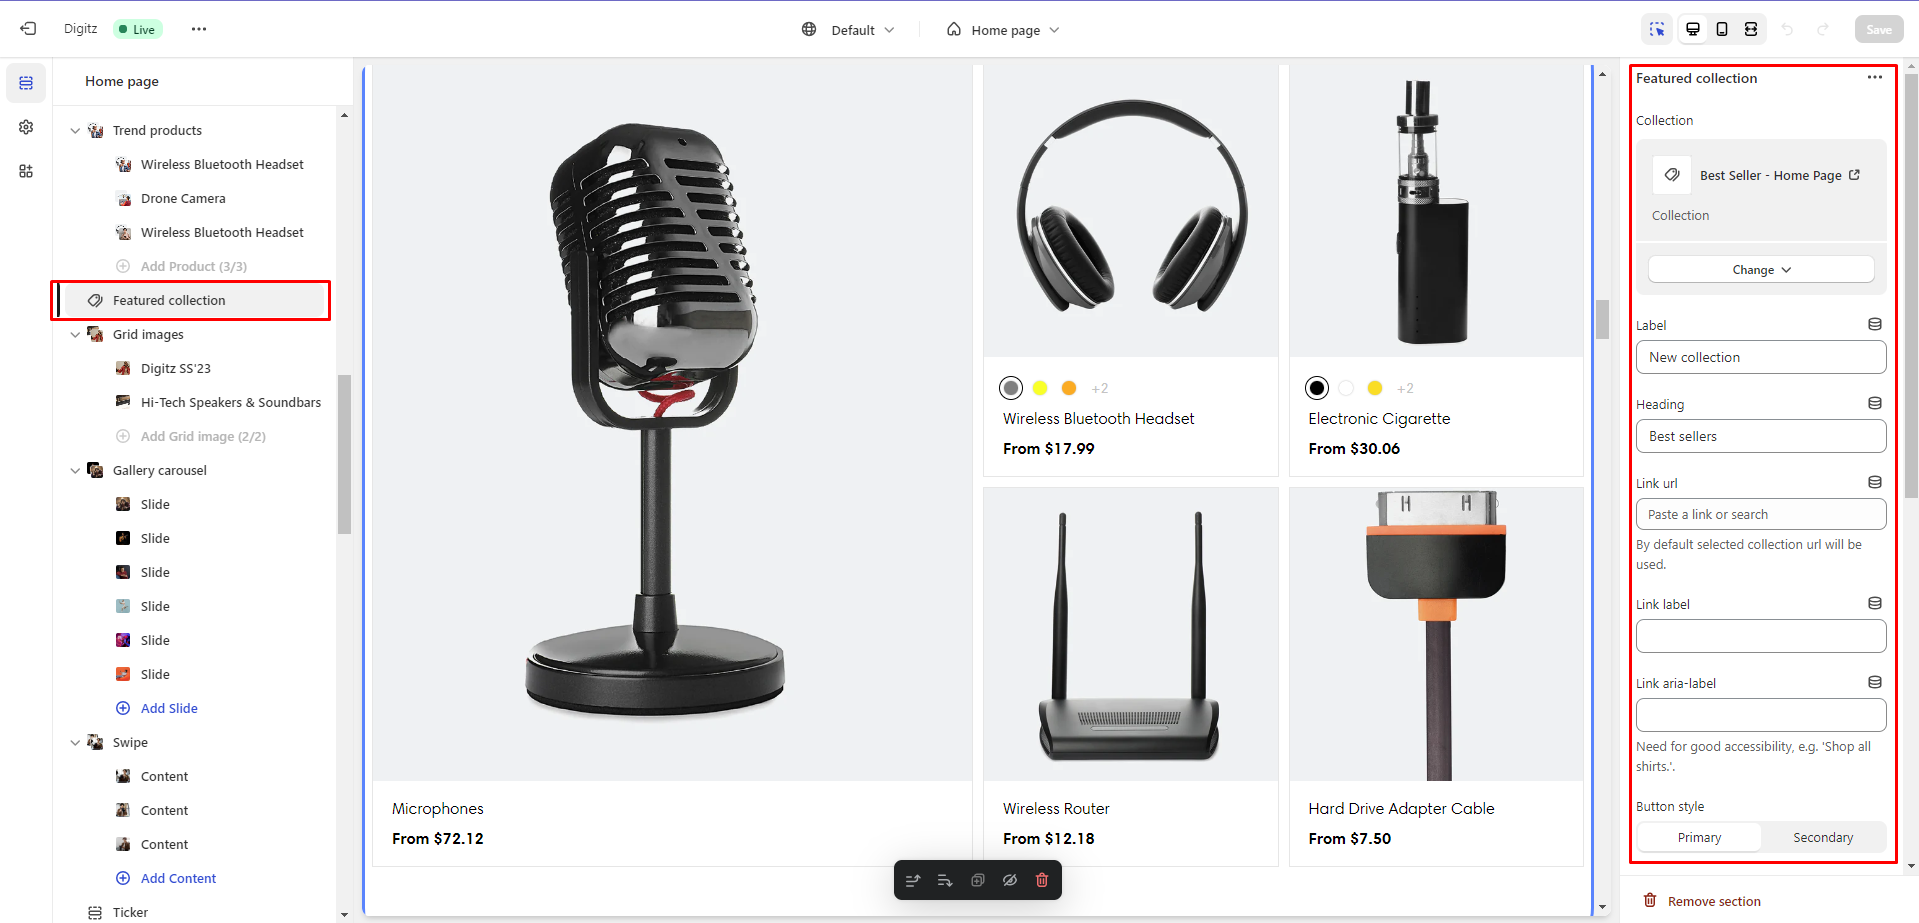 Digitz
Live
Default
Home page
Save
Home page
Trend products
Wireless Bluetooth Headset
Drone Camera
Wireless Bluetooth Headset
Add Product (3/3)
Featured collection
Grid images
Digitz SS'23
Hi-Tech Speakers & Soundbars
Add Grid image (2/2)
Gallery carousel
Slide
Slide
Slide
Slide
Slide
Slide
Add Slide
Swipe
Content
Content
Content
Add Content
Ticker
+2
Wireless Bluetooth Headset
From $17.99
+2
Electronic Cigarette
From $30.06
Microphones
From $72.12
Wireless Router
From $12.18
Hard Drive Adapter Cable
From $7.50
Featured collection
Collection
Best Seller - Home Page
Collection
Change
Label
New collection
Heading
Best sellers
Link url
Paste a link or search
By default selected collection url will be
used.
Link label
Link aria-label
Need for good accessibility, e.g. 'Shop all
shirts.'.
Button style
Primary
Secondary
Remove section